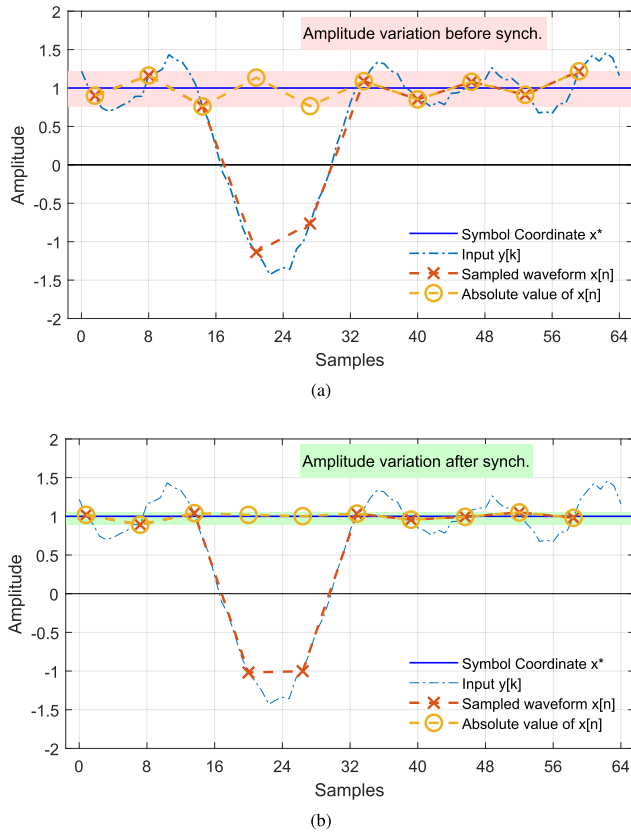 Amplitude variation before synch.
2
1.5
1
0.5
0
-0.5
-1
-1.5
-2
Amplitude
Symbol Coordinate x*
Input y[k]
Sampled waveform x[n]
Absolute value of x[n]
0 8 16 24 32 40 48 56 64
Samples
(a)
Amplitude variation after synch.
2
1.5
1
0.5
0
-0.5
-1
-1.5
-2
Amplitude
Symbol Coordinate x*
Input y[k]
Sampled waveform x[n]
Absolute value of x[n]
0 8 16 24 32 40 48 56 64
Samples
(b)